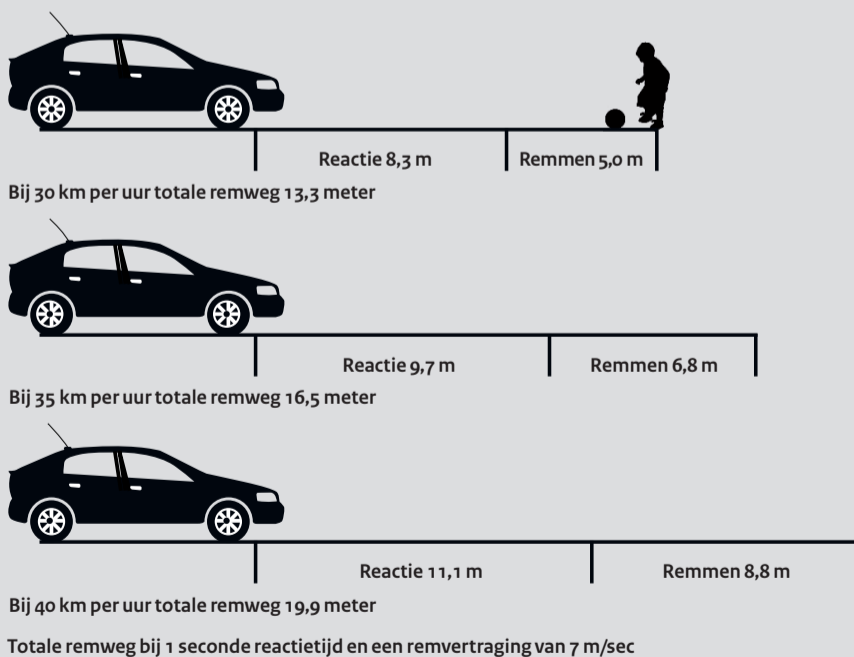 Reactie 8,3 m Remmen 5,0 m
Bij 30 km per uur totale remweg 13,3 meter
Reactie 9,7 m Remmen 6,8 m
Bij 35 km per uur totale remweg 16,5 meter
Reactie 11,1 m Remmen 8,8 m
Bij 40 km per uur totale remweg 19,9 meter
Totale remweg bij 1 seconde reactietijd en een remvertraging van 7 m/sec